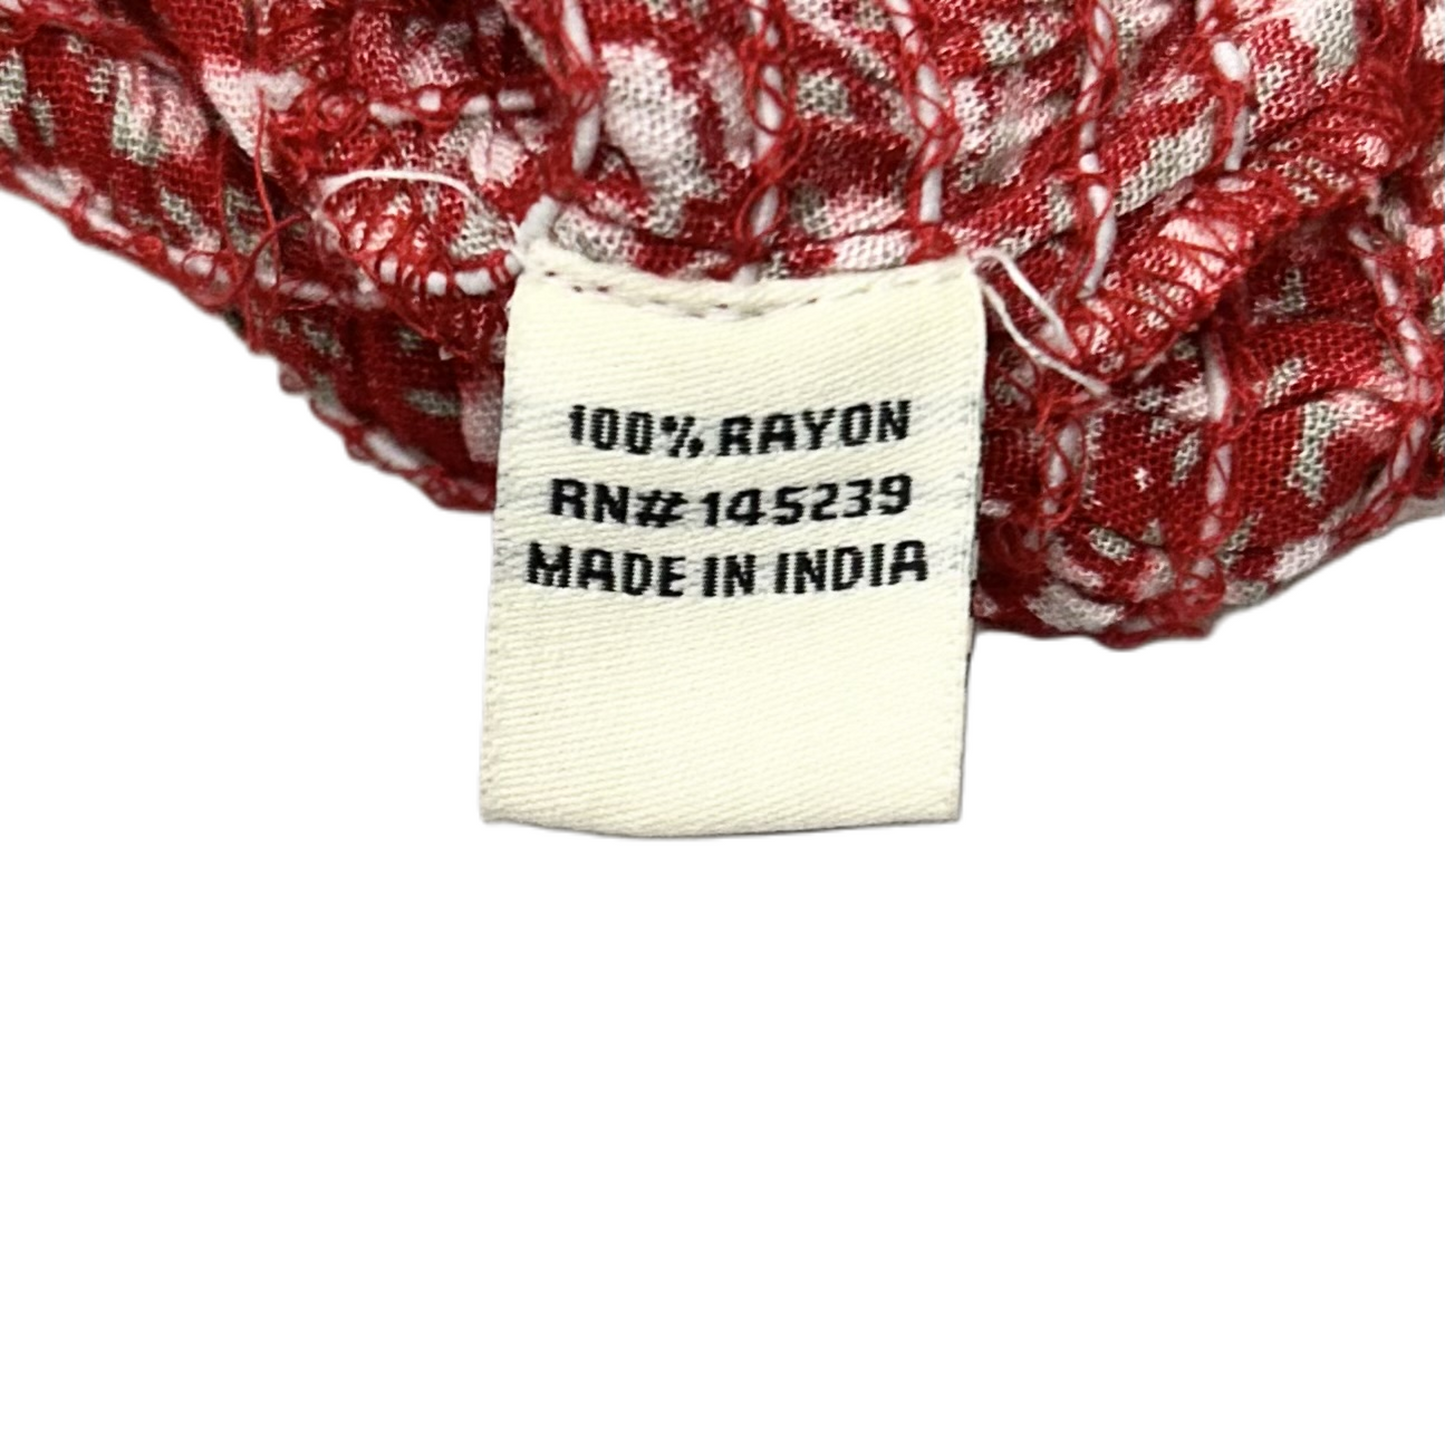 100% RAYON
RN# 145239
MADE IN INDIA